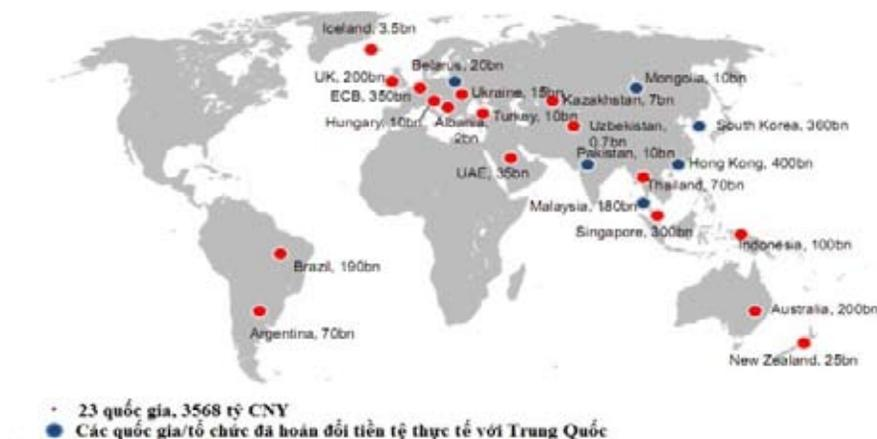 Iceland, 3.5bn
Belarus, 20bn
UK, 200bn
Mongolia, 10bn
Ukraine, 15bn
ECB, 350bn
Kazakhstan, 7bn
Hungary, 10bn
Albania,
2bn
Turkey, 10bn
Uzbekistan,
0.7bn
South Korea, 360bn
Pakistan, 10bn
Hong Kong, 400bn
UAE, 35bn
Thailand, 70bn
Malaysia, 180bn
Singapore, 300bn
Indonesia, 100bn
Brazil, 190bn
Australia, 200bn
Argentina, 70bn
New Zealand, 25bn
23 quốc gia, 3568 tỷ CNY
Các quốc gia/tổ chức đã hoán đổi tiền tệ thực tế với Trung Quốc